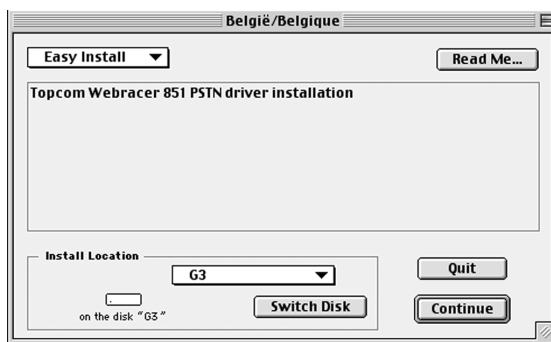 België/Belgique
Easy Install
Read Me...
Topcom Webracer 851 PSTN driver installation
Install Location
G3
on the disk "G3"
Switch Disk
Quit
Continue